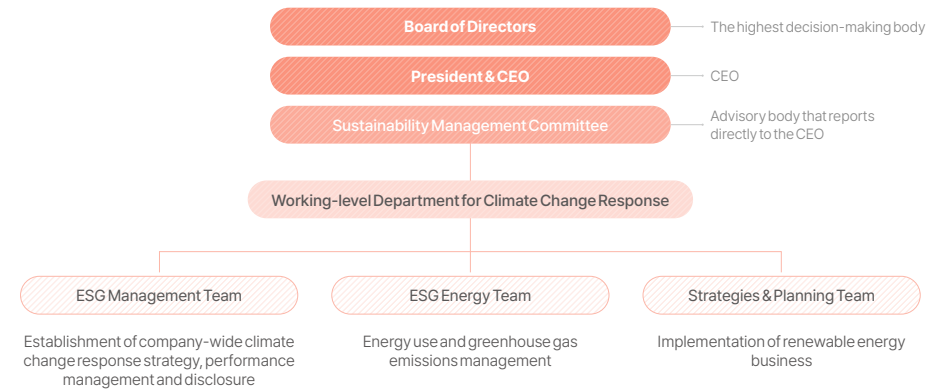 Board of Directors
The highest decision-making body
President & CEO
CEO
Sustainability Management Committee
Advisory body that reports
directly to the CEO
Working-level Department for Climate Change Response
ESG Management Team
ESG Energy Team
Strategies & Planning Team
Establishment of company-wide climate
change response strategy, performance
management and disclosure
Energy use and greenhouse gas
emissions management
Implementation of renewable energy
business